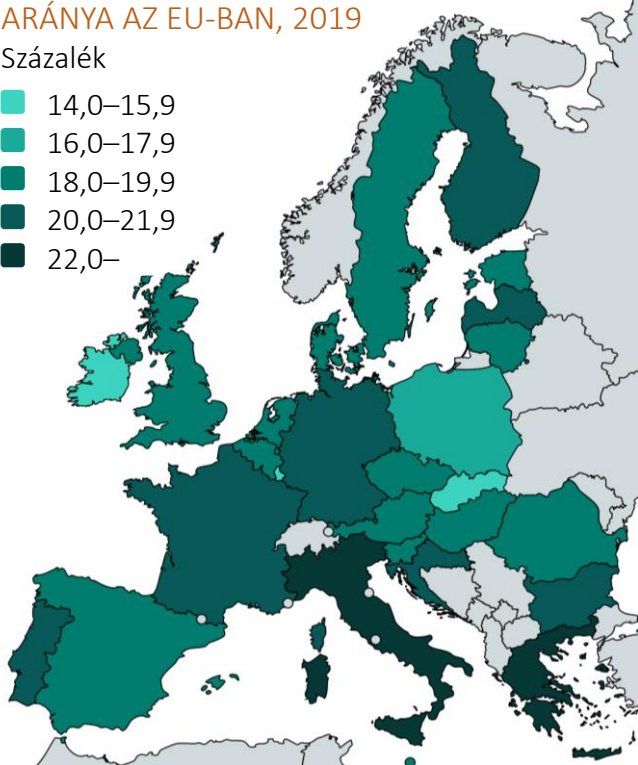 ARÁNYA AZ EU-BAN, 2019
Százalék
14,0–15,9
16,0–17,9
18,0–19,9
20,0–21,9
22,0–